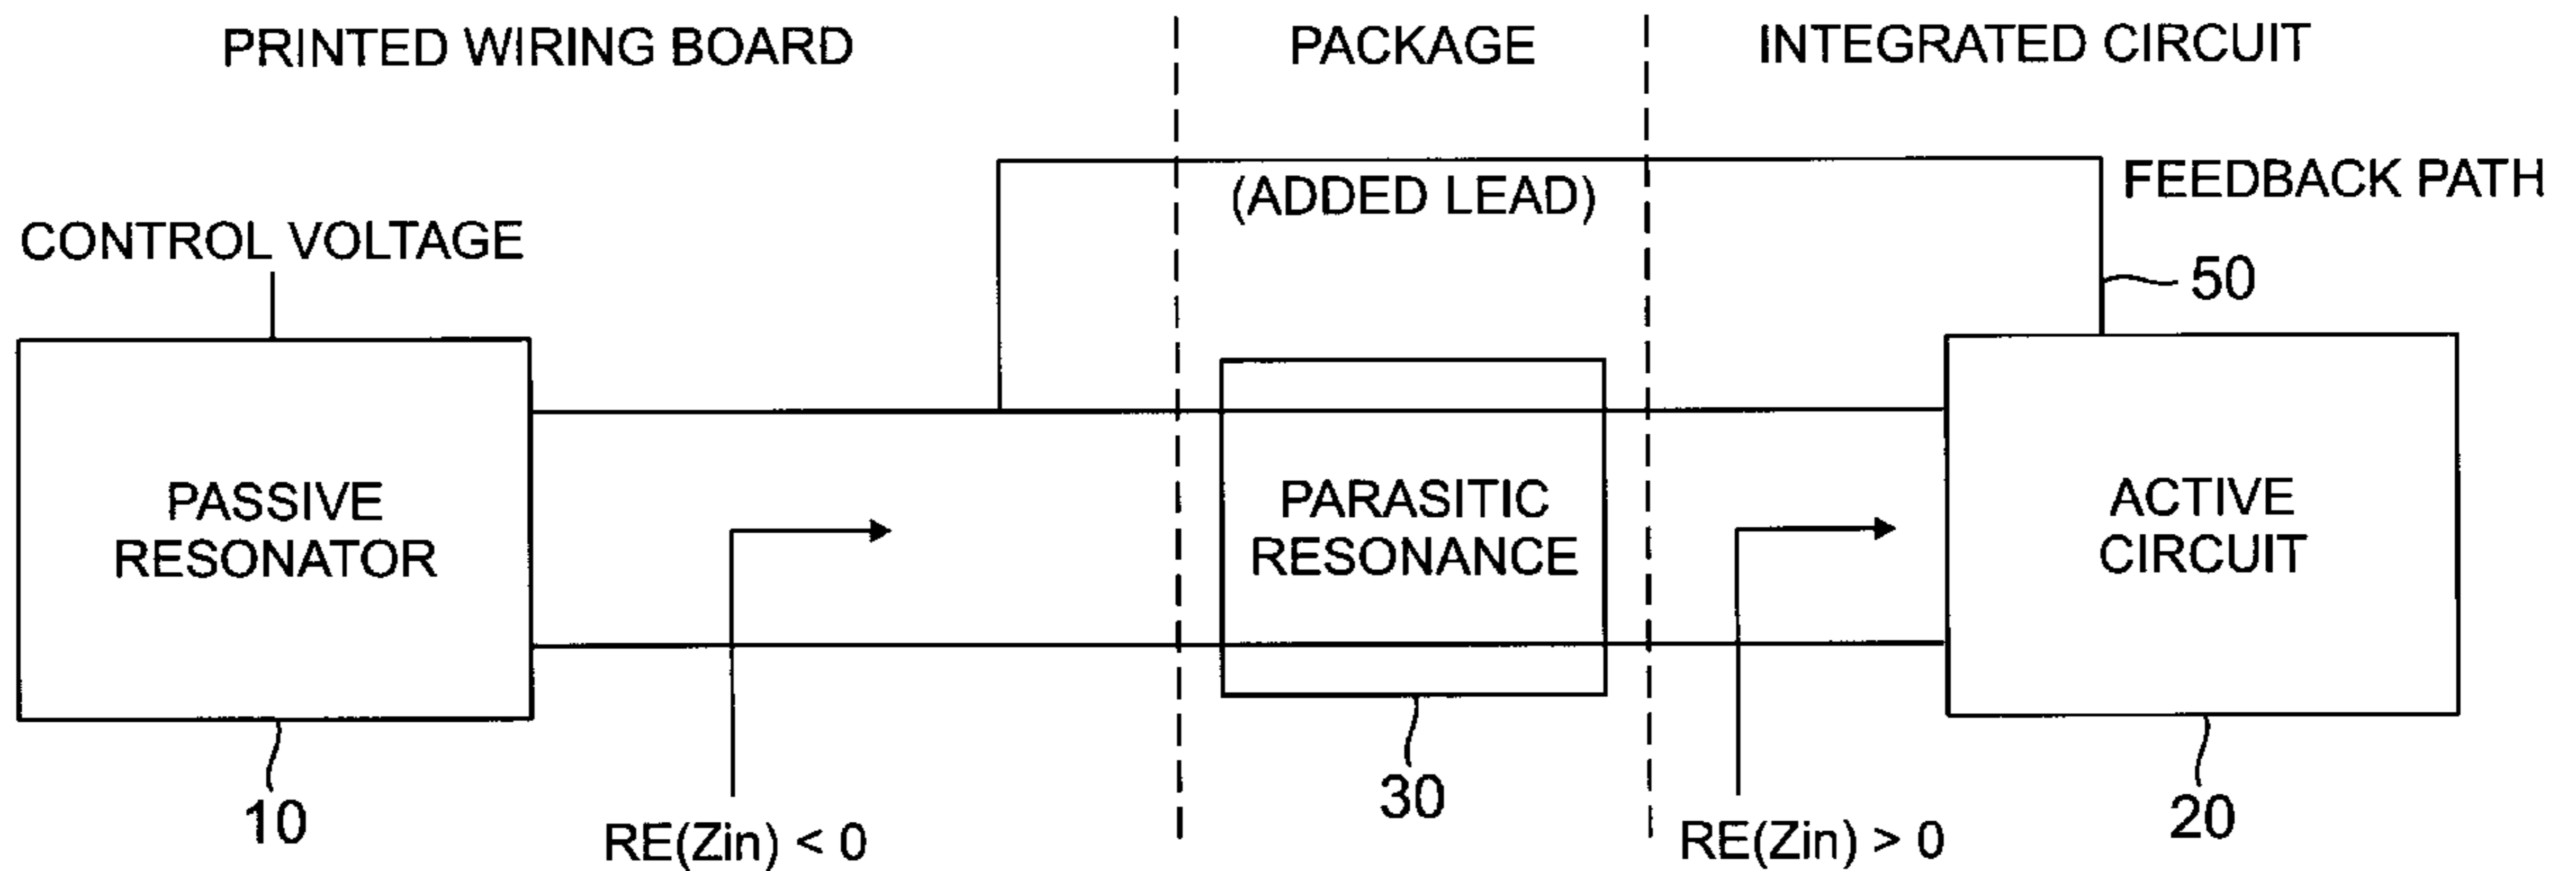 PRINTED WIRING BOARD
PACKAGE
INTEGRATED CIRCUIT
(ADDED LEAD)
FEEDBACK PATH
CONTROL VOLTAGE
50
PASSIVE
RESONATOR
PARASITIC
RESONANCE
ACTIVE
CIRCUIT
10
30
20
RE(Zin) < 0
RE(Zin) > 0